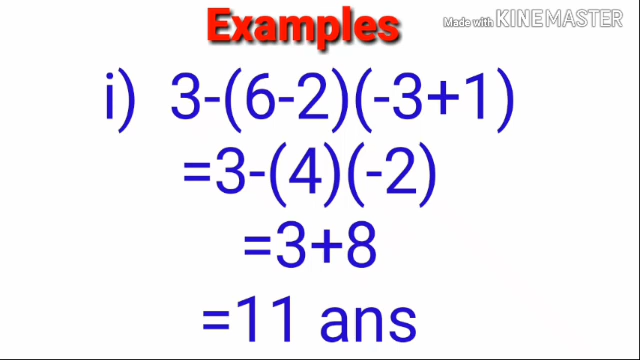 Examples
Made with KINEMASTER
i) 3-(6-2)(-3+1)
=3-(4)(-2)
=3+8
=11 ans